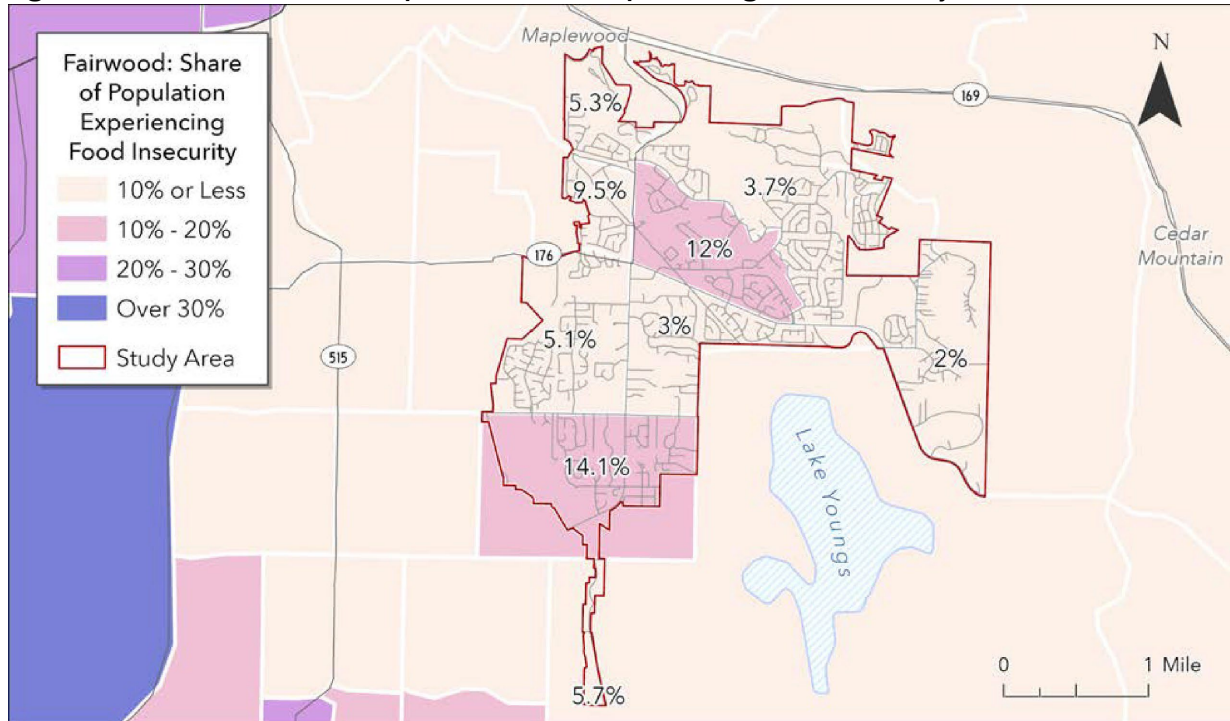 Maplewood
N
Fairwood: Share
of Population
Experiencing
Food Insecurity
10% or Less
10% - 20%
20% - 30%
Over 30%
Study Area
169
5.3%
9.5%
3.7%
12%
Cedar
Mountain
176
5.1%
3%
2%
515
14.1%
Lake Youngs
5.7%
0 1 Mile